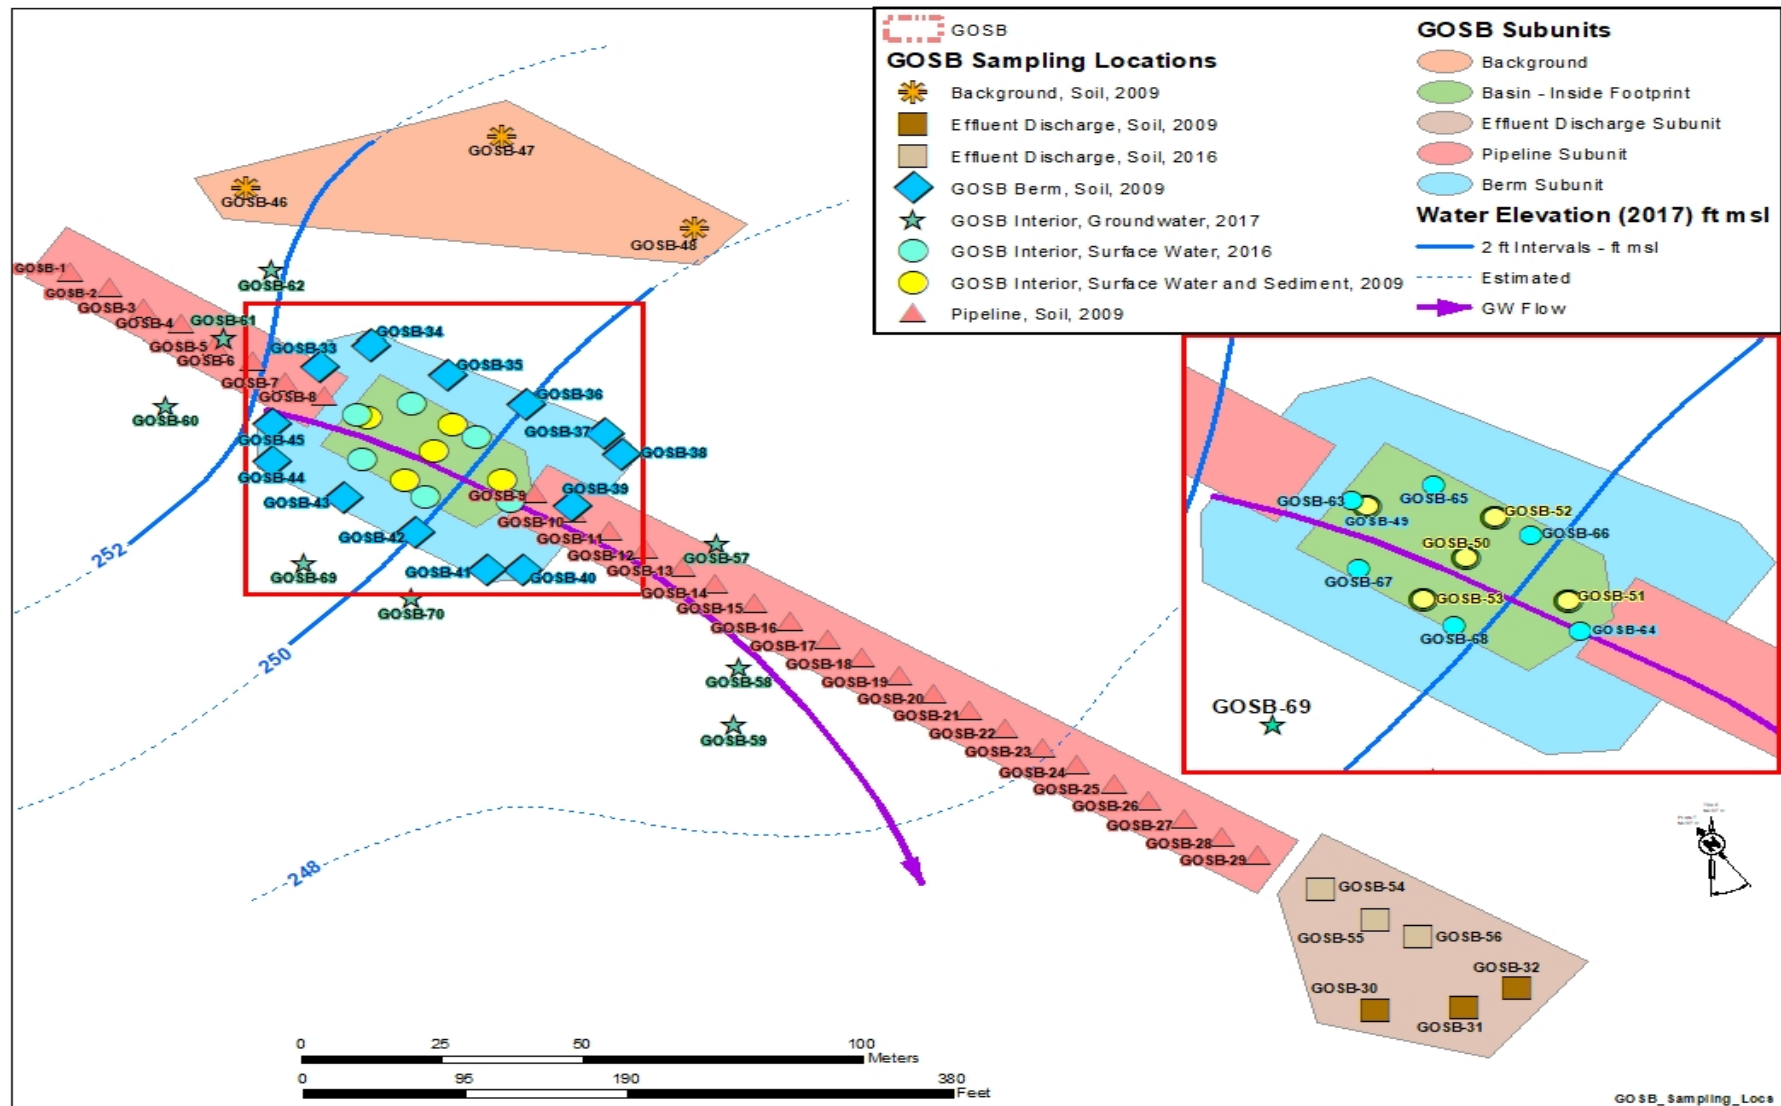 GOSB
GOSB Sampling Locations
Background, Soil, 2009
Effluent Discharge, Soil, 2009
Effluent Discharge, Soil, 2016
GOSB Berm, Soil, 2009
GOSB Interior, Groundwater, 2017
GOSB Interior, Surface Water, 2016
GOSB Interior, Surface Water and Sediment, 2009
Pipeline, Soil, 2009
GOSB Subunits
Background
Basin - Inside Footprint
Effluent Discharge Subunit
Pipeline Subunit
Berm Subunit
Water Elevation (2017) ft msl
2 ft Intervals - ft msl
Estimated
GW Flow
GOSB-47
GOSB-46
GOSB-48
GOSB-1
GOSB-2
GOSB-3
GOSB-4
GOSB-5
GOSB-6
GOSB-7
GOSB-8
GOSB-62
GOSB-61
GOSB-60
GOSB-33
GOSB-34
GOSB-35
GOSB-36
GOSB-37
GOSB-38
GOSB-39
GOSB-45
GOSB-44
GOSB-43
GOSB-42
GOSB-41
GOSB-40
GOSB-69
GOSB-70
GOSB-9
GOSB-10
GOSB-11
GOSB-12
GOSB-13
GOSB-14
GOSB-15
GOSB-16
GOSB-17
GOSB-18
GOSB-19
GOSB-20
GOSB-21
GOSB-22
GOSB-23
GOSB-24
GOSB-25
GOSB-26
GOSB-27
GOSB-28
GOSB-29
GOSB-57
GOSB-58
GOSB-59
252
250
248
GOSB-63
GOSB-49
GOSB-65
GOSB-52
GOSB-66
GOSB-50
GOSB-67
GOSB-53
GOSB-51
GOSB-68
GOSB-64
GOSB-69
GOSB-54
GOSB-55
GOSB-56
GOSB-32
GOSB-30
GOSB-31
0 25 50 100
Meters
0 95 190 380
Feet
GOSB_Sampling_Locs